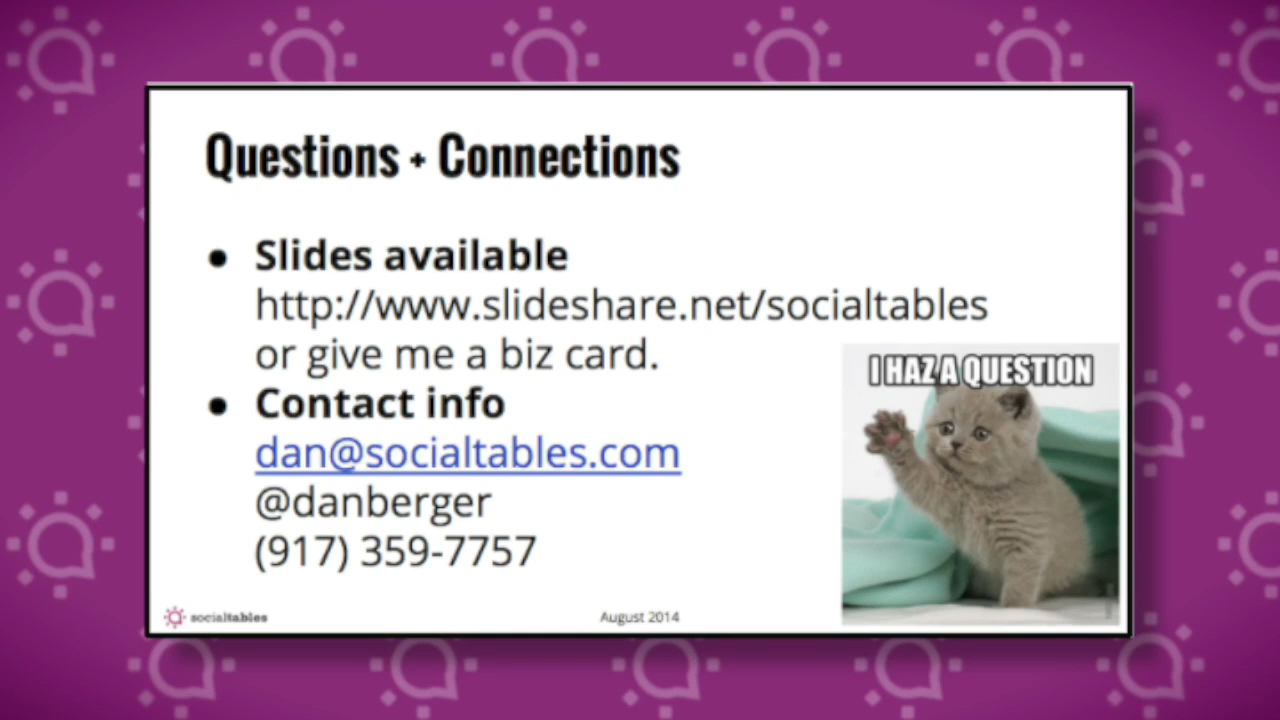 Questions + Connections
● Slides available
http://www.slideshare.net/socialtables
or give me a biz card.
● Contact info
dan@socialtables.com
@danberger
(917) 359-7757
I HAZ A QUESTION
socialtables
August 2014